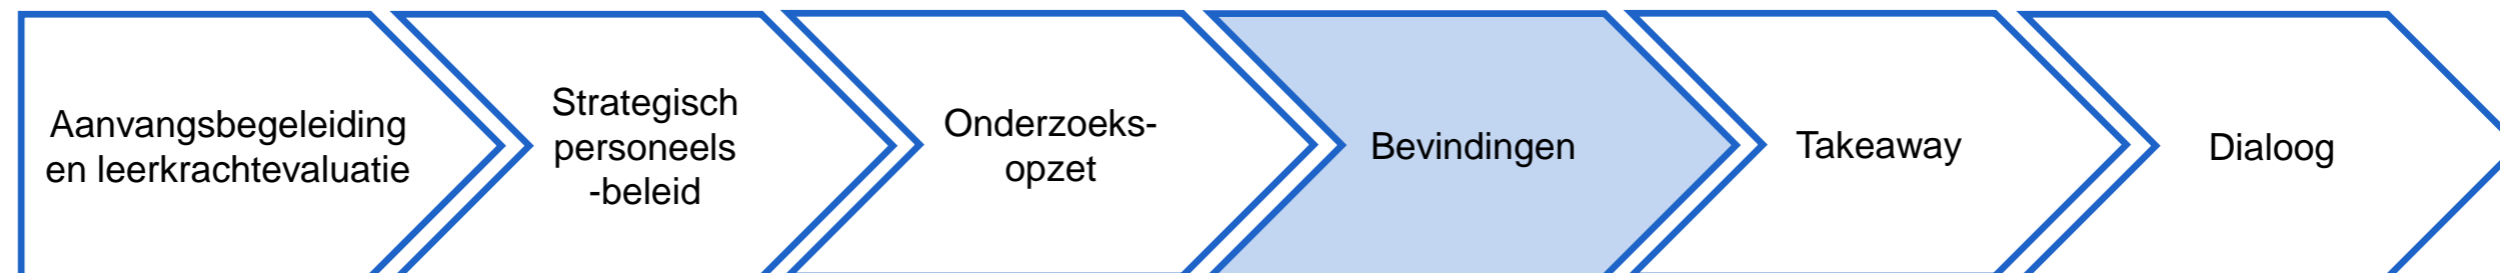 Aanvangsbegeleiding
en leerkrachtevaluatie
Strategisch
personeels
-beleid
Onderzoeks-
opzet
Bevindingen
Takeaway
Dialoog